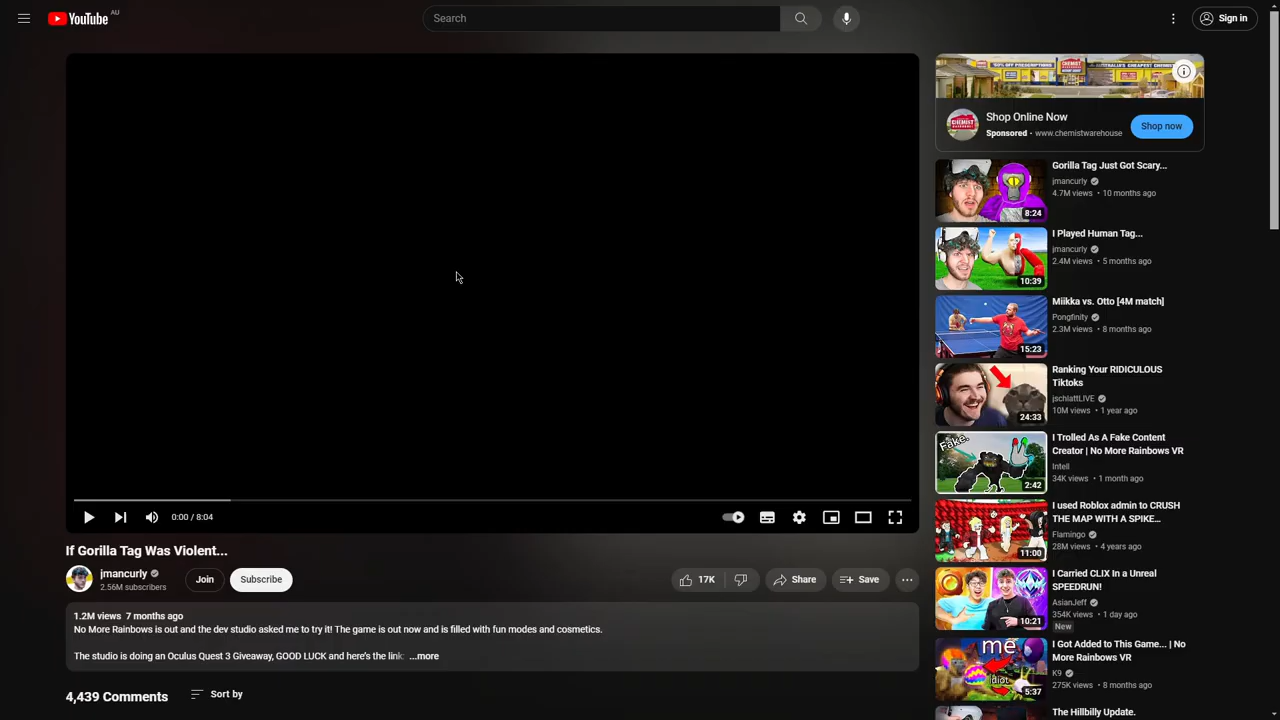 YouTube AU
Search
Sign in
Shop Online Now
Sponsored • www.chemistwarehouse
Shop now
Gorilla Tag Just Got Scary...
jmancurly
4.7M views • 10 months ago
8:24
I Played Human Tag...
jmancurly
2.4M views • 5 months ago
10:39
Miikka vs. Otto [4M match]
Pongfinity
2.3M views • 8 months ago
15:23
Ranking Your RIDICULOUS
Tiktoks
jschlattLIVE
10M views • 1 year ago
24:33
Fake.
I Trolled As A Fake Content
Creator | No More Rainbows VR
Intell
34K views • 1 month ago
2:42
I used Roblox admin to CRUSH
THE MAP WITH A SPIKE...
Flamingo
28M views • 4 years ago
11:00
I Carried CLIX In a Unreal
SPEEDRUN!
AsianJeff
354K views • 1 day ago
New
10:21
me
idiot
I Got Added to This Game... | No
More Rainbows VR
K9
275K views • 8 months ago
5:37
The Hillbilly Update.
0:00 / 8:04
If Gorilla Tag Was Violent...
jmancurly
2.56M subscribers
Join
Subscribe
17K
Share
Save
1.2M views 7 months ago
No More Rainbows is out and the dev studio asked me to try it! The game is out now and is filled with fun modes and cosmetics.
The studio is doing an Oculus Quest 3 Giveaway, GOOD LUCK and here's the link: ...more
4,439 Comments
Sort by